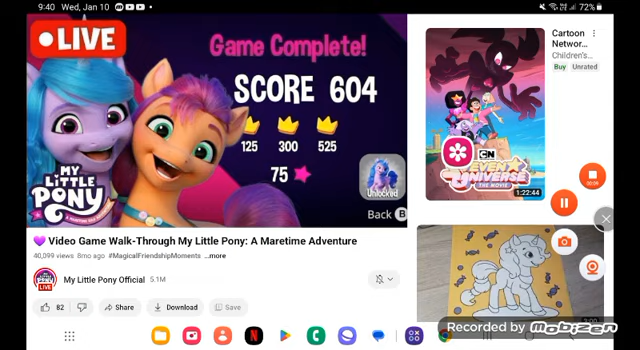 9:40 Wed, Jan 10
72%
LIVE
Game Complete!
SCORE 604
125 300 525
75
Unlocked
Back B
MY LITTLE PONY
💜 Video Game Walk-Through My Little Pony: A Maretime Adventure
40,099 views 8mo ago #MagicalFriendshipMoments ...more
LIVE
My Little Pony Official 5.1M
82
Share
Download
Save
CN
UNIVERSE
THE MOVIE
1:22:44
Cartoon
Networ...
Children's...
Buy Unrated
Recorded by Mobizen